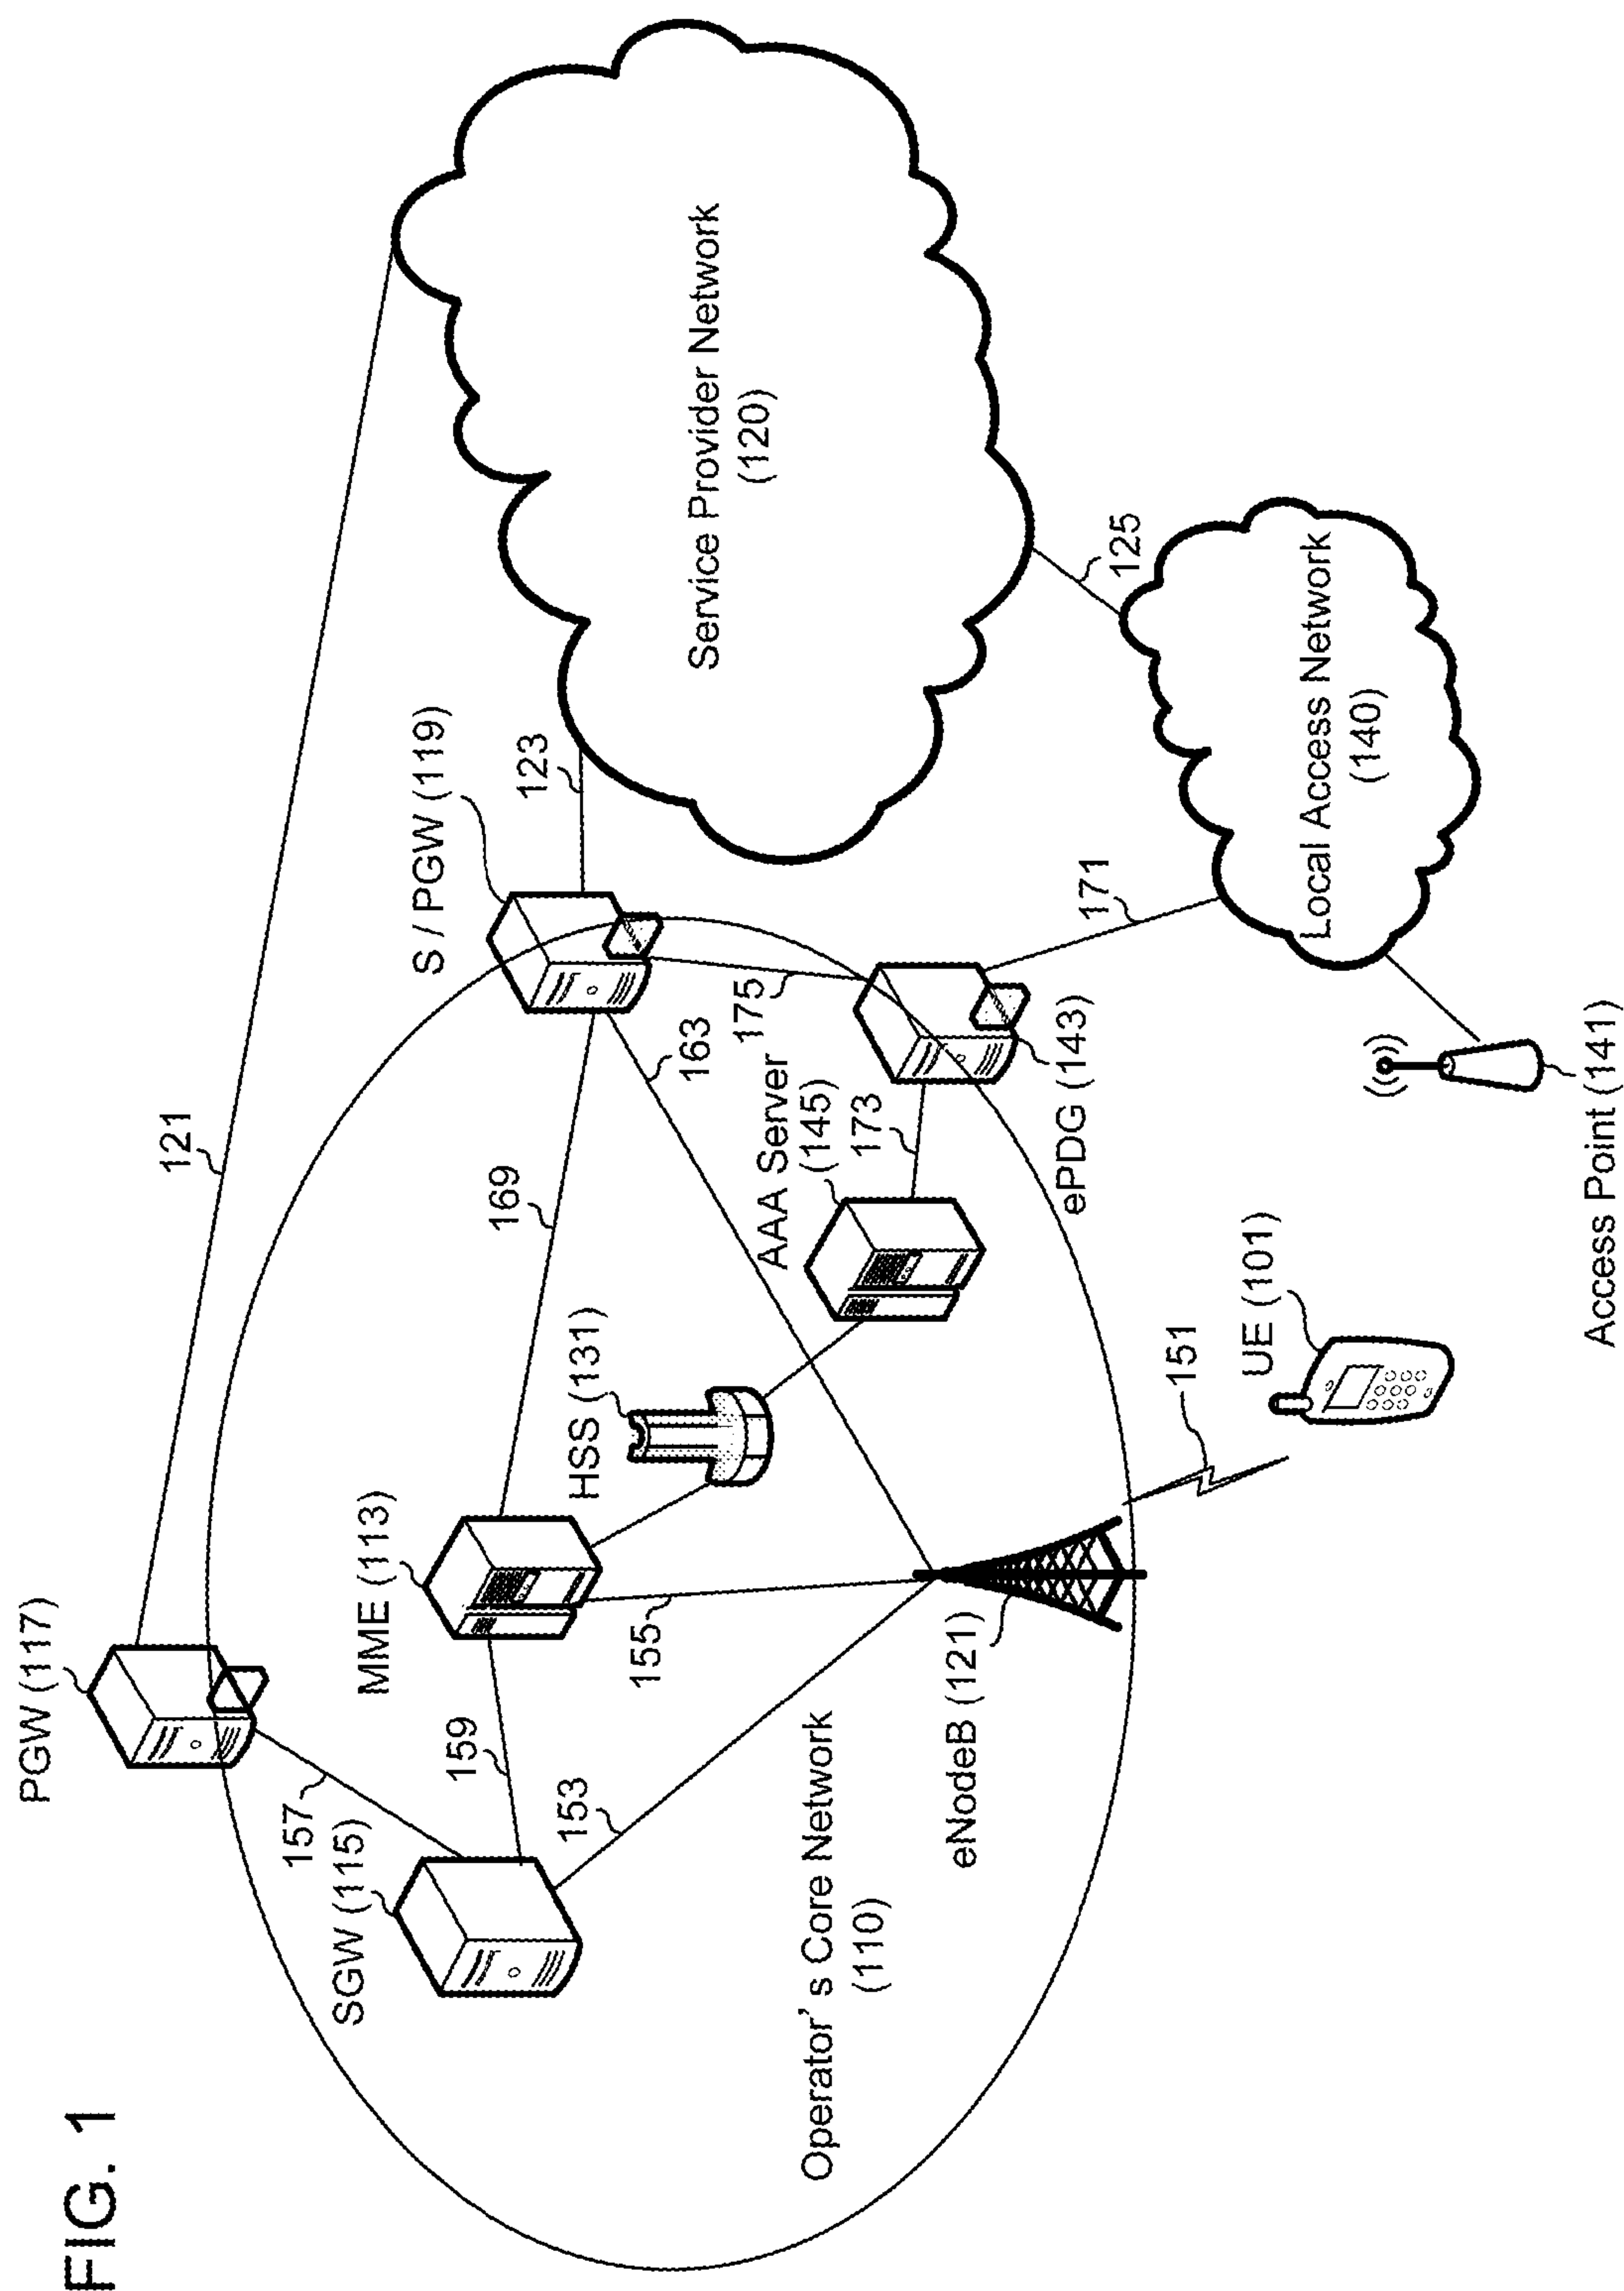 FIG. 1
PGW (117)
121
157
SGW (115)
159
MME (113)
169
S / PGW (119)
123
153
155
HSS (131)
163
175
AAA Server
(145)
173
Service Provider Network
(120)
Operator’ s Core Network
(110)
eNodeB (121)
ePDG (143)
171
125
151
UE (101)
Local Access Network
(140)
Access Point (141)